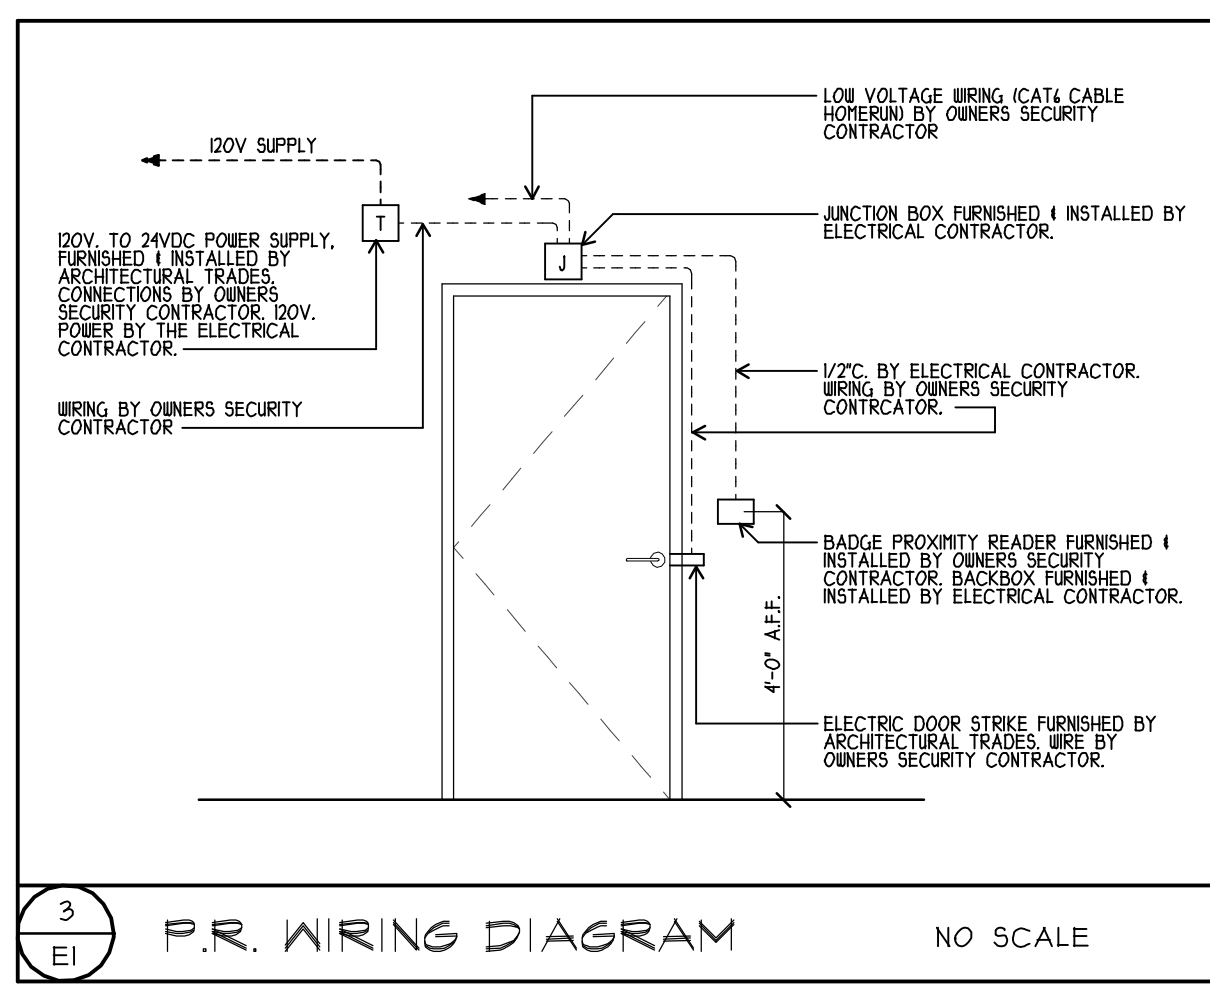 LOW VOLTAGE WIRING (CAT6 CABLE
HOMERUN) BY OWNERS SECURITY
CONTRACTOR
120V SUPPLY
T
JUNCTION BOX FURNISHED & INSTALLED BY
ELECTRICAL CONTRACTOR.
120V. TO 24VDC POWER SUPPLY,
FURNISHED & INSTALLED BY
ARCHITECTURAL TRADES.
CONNECTIONS BY OWNERS
SECURITY CONTRACTOR. 120V.
POWER BY THE ELECTRICAL
CONTRACTOR.
J
1/2"C. BY ELECTRICAL CONTRACTOR.
WIRING BY OWNERS SECURITY
CONTRCATOR.
WIRING BY OWNERS SECURITY
CONTRACTOR
BADGE PROXIMITY READER FURNISHED &
INSTALLED BY OWNERS SECURITY
CONTRACTOR. BACKBOX FURNISHED &
INSTALLED BY ELECTRICAL CONTRACTOR.
4'-0" A.F.F.
ELECTRIC DOOR STRIKE FURNISHED BY
ARCHITECTURAL TRADES. WIRE BY
OWNERS SECURITY CONTRACTOR.
3
E1
P.R. WIRING DIAGRAM
NO SCALE